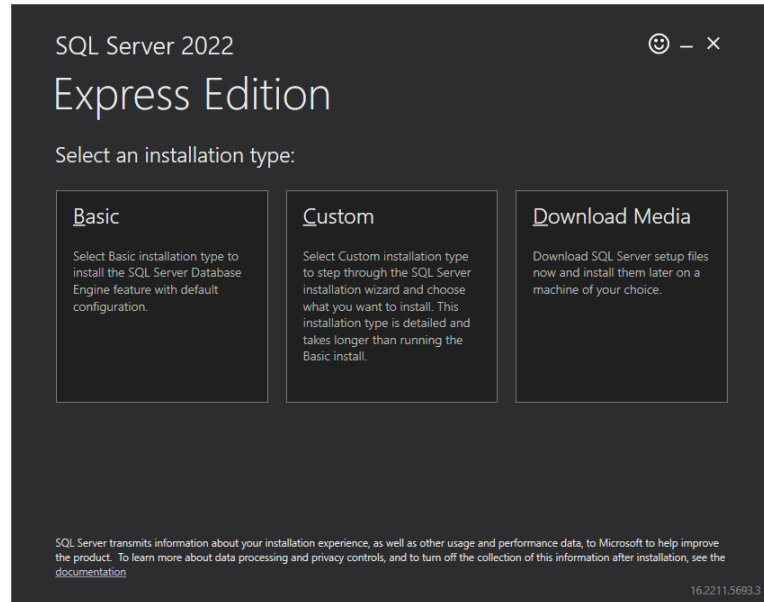 SQL Server 2022
Express Edition
Select an installation type:
Basic
Select Basic installation type to
install the SQL Server Database
Engine feature with default
configuration.
Custom
Select Custom installation type
to step through the SQL Server
installation wizard and choose
what you want to install. This
installation type is detailed and
takes longer than running the
Basic install.
Download Media
Download SQL Server setup files
now and install them later on a
machine of your choice.
SQL Server transmits information about your installation experience, as well as other usage and performance data, to Microsoft to help improve
the product.  To learn more about data processing and privacy controls, and to turn off the collection of this information after installation, see the
documentation
16.2211.5693.3